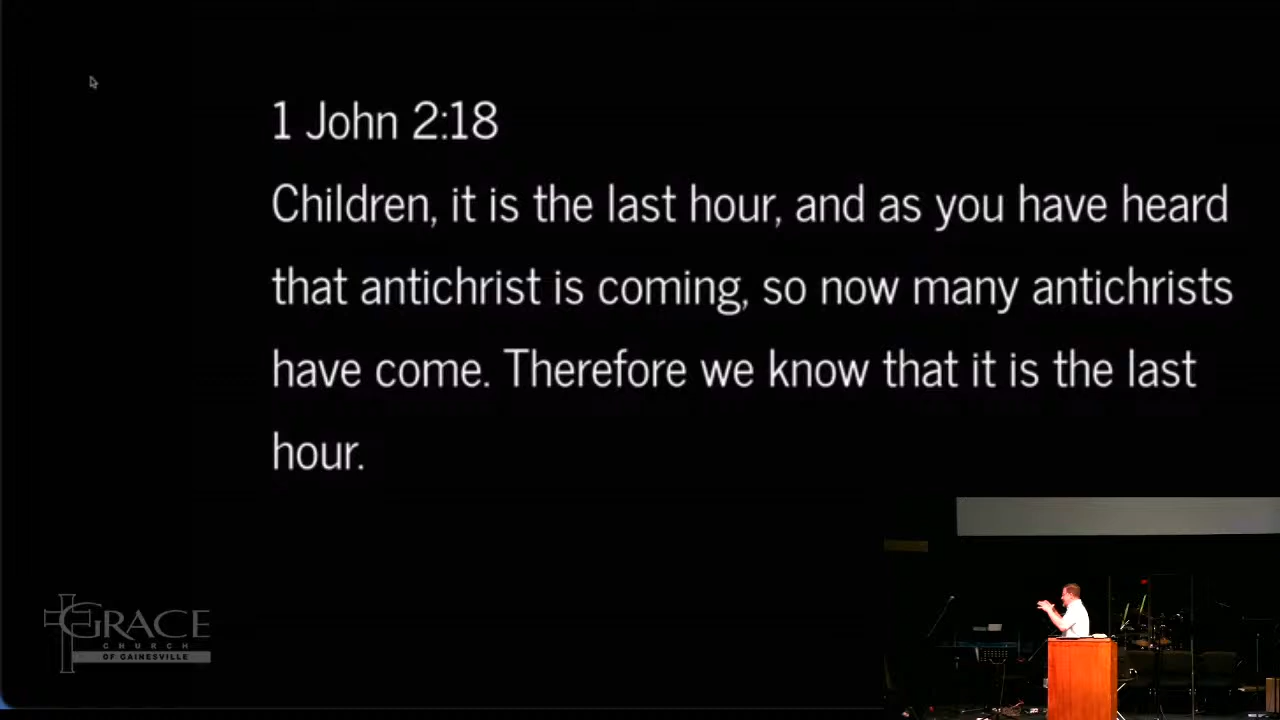 1 John 2:18
Children, it is the last hour, and as you have heard
that antichrist is coming, so now many antichrists
have come. Therefore we know that it is the last
hour.
GRACE
CHURCH
OF GAINESVILLE